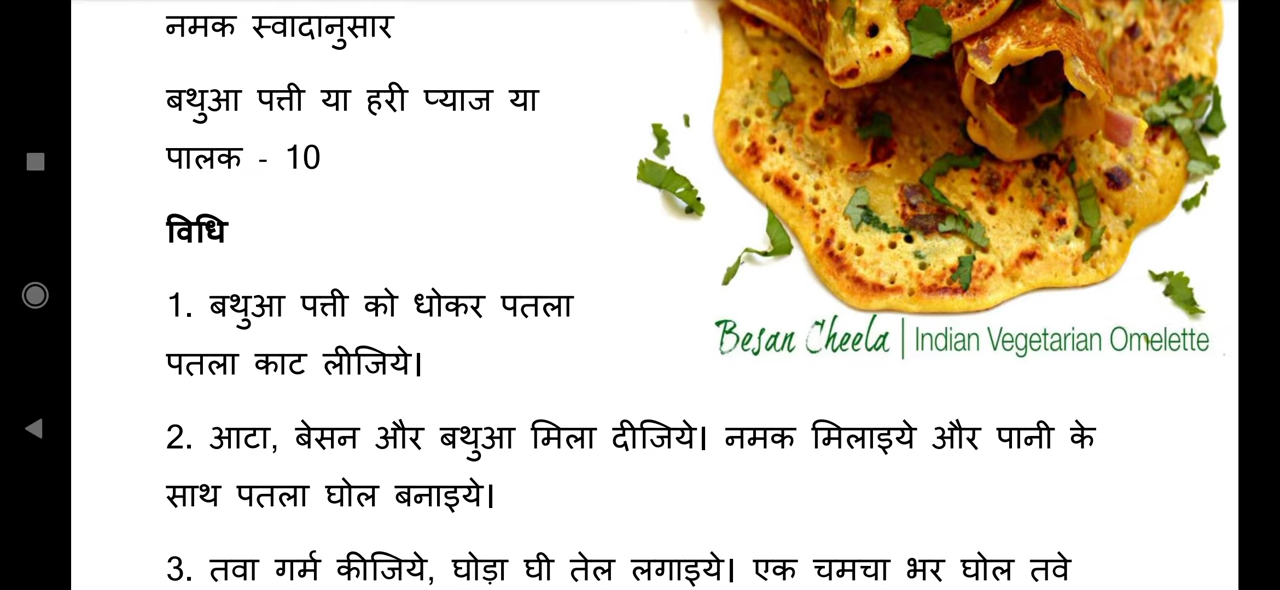 नमक स्वादानुसार
बथुआ पत्ती या हरी प्याज या
पालक - 10
विधि
1. बथुआ पत्ती को धोकर पतला
पतला काट लीजिये।
Besan Cheela | Indian Vegetarian Omelette
2. आटा, बेसन और बथुआ मिला दीजिये। नमक मिलाइये और पानी के
साथ पतला घोल बनाइये।
3. तवा गर्म कीजिये, घोड़ा घी तेल लगाइये। एक चमचा भर घोल तवे